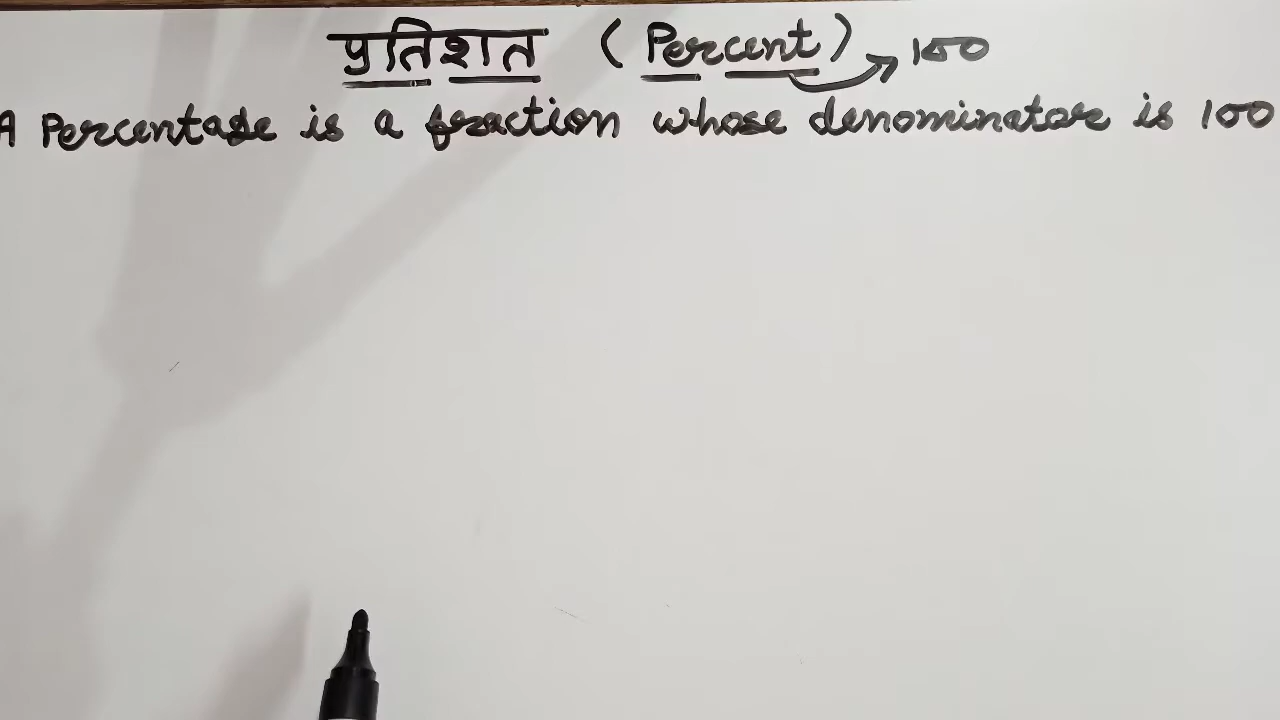 प्रतिशत (Percent) → 100
A Percentage is a fraction whose denominator is 100